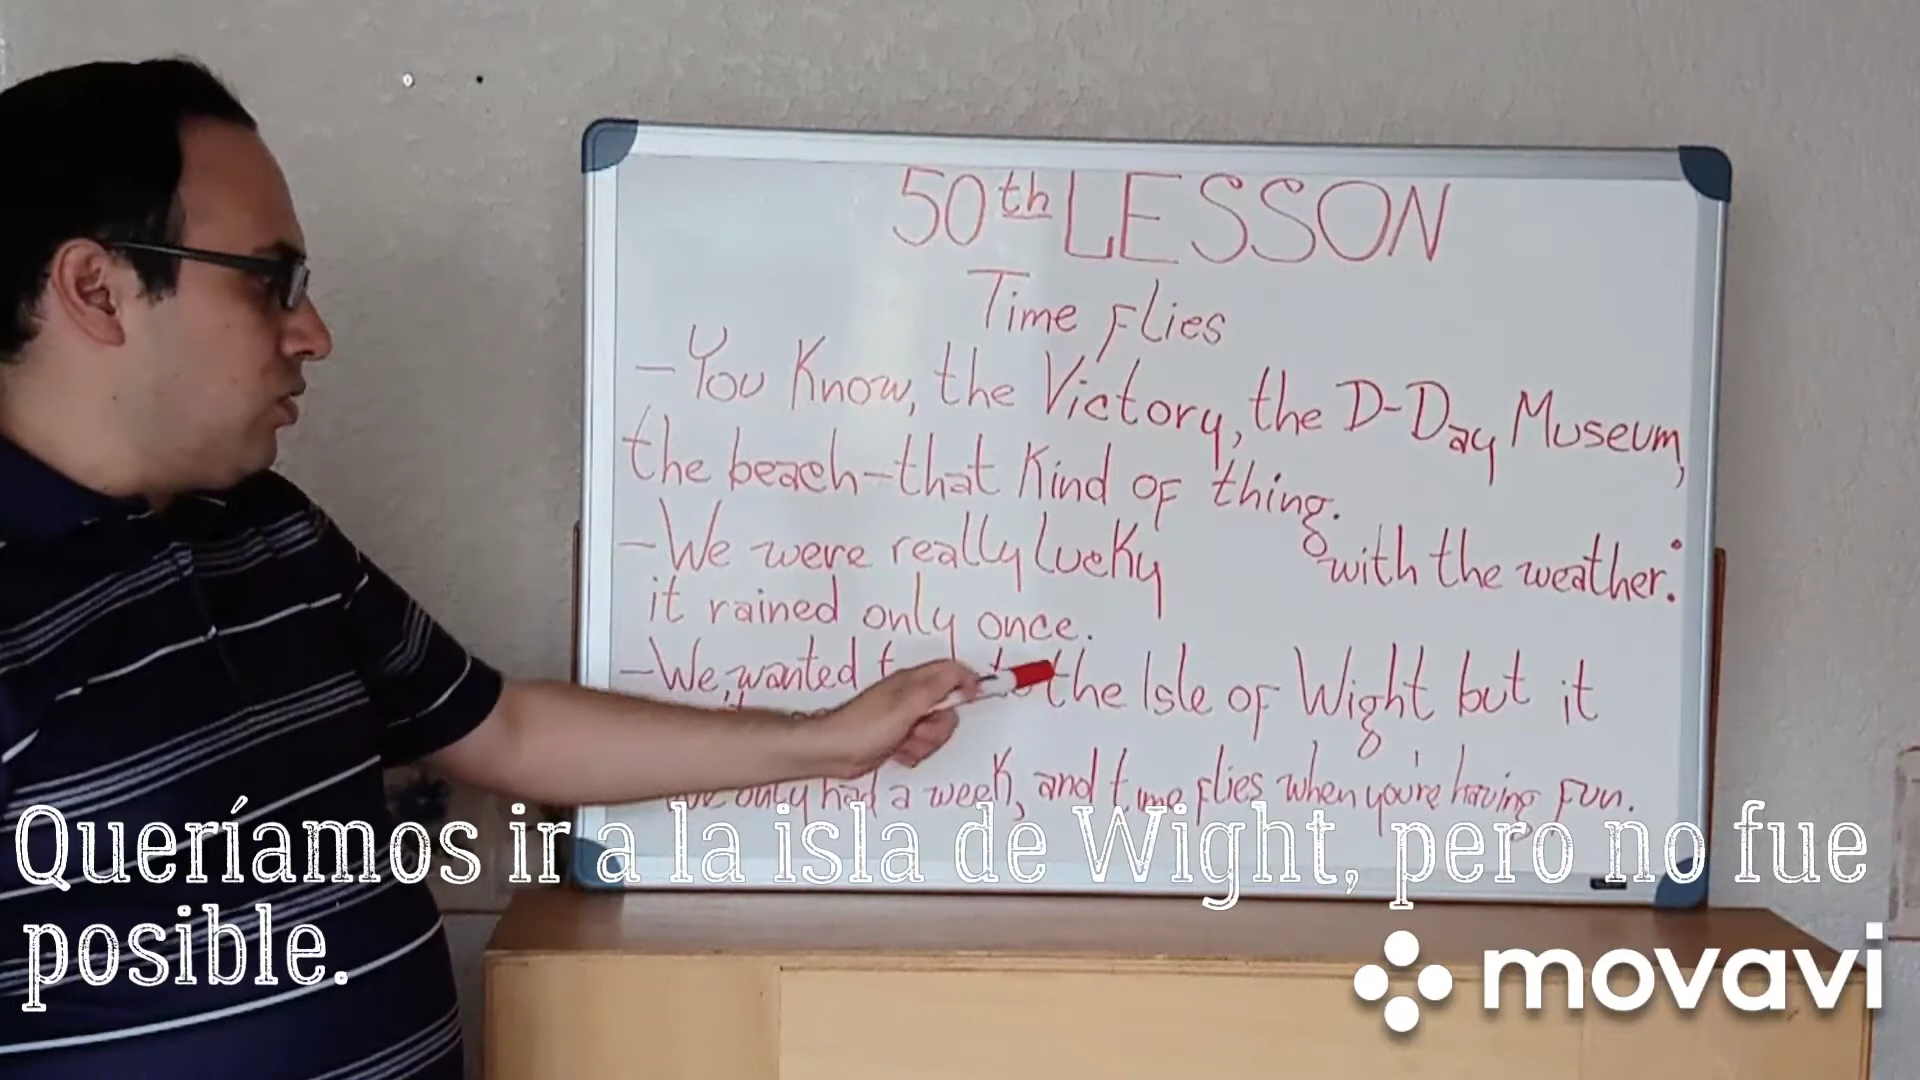 50th LESSON
Time flies
-You Know, the Victory, the D-Day Museum,
the beach-that Kind of thing.
-We were really lucky with the weather.
it rained only once.
-We wanted to the Isle of Wight but it
only had a week, and time flies when you're having fun.
Queríamos ir a la isla de Wight, pero no fue
posible.
movavi